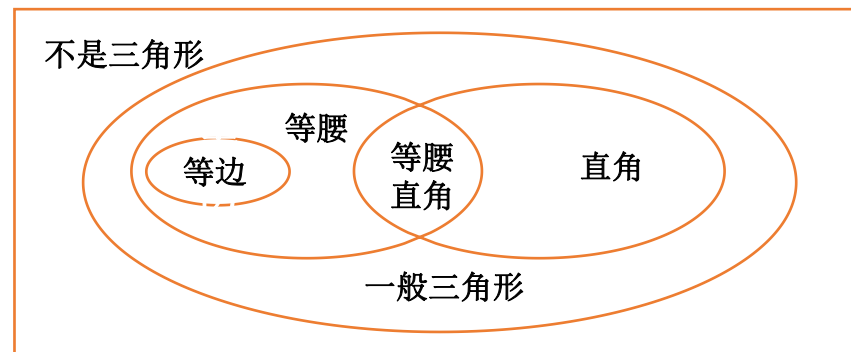 不是三角形
等腰
等边
等腰
直角
直角
一般三角形